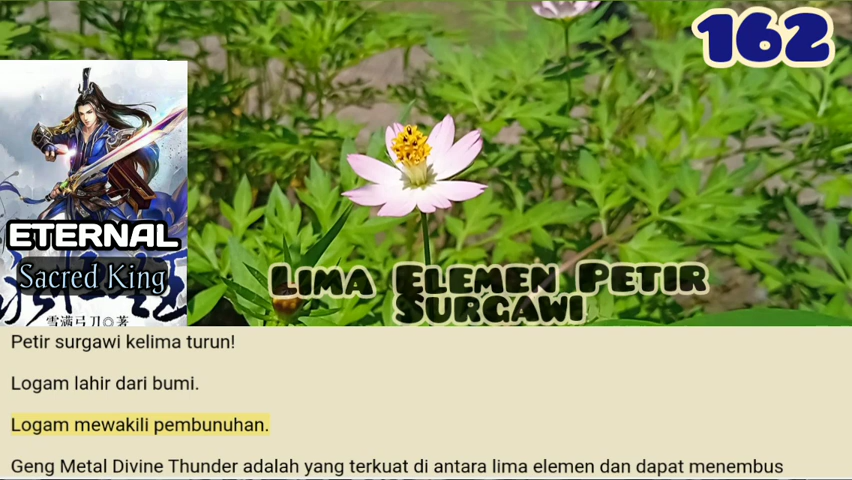 162
ETERNAL
Sacred King
雪满弓刀◎著
LIMA ELEMEN PETIR
SURGAWI
Petir surgawi kelima turun!
Logam lahir dari bumi.
Logam mewakili pembunuhan.
Geng Metal Divine Thunder adalah yang terkuat di antara lima elemen dan dapat menembus